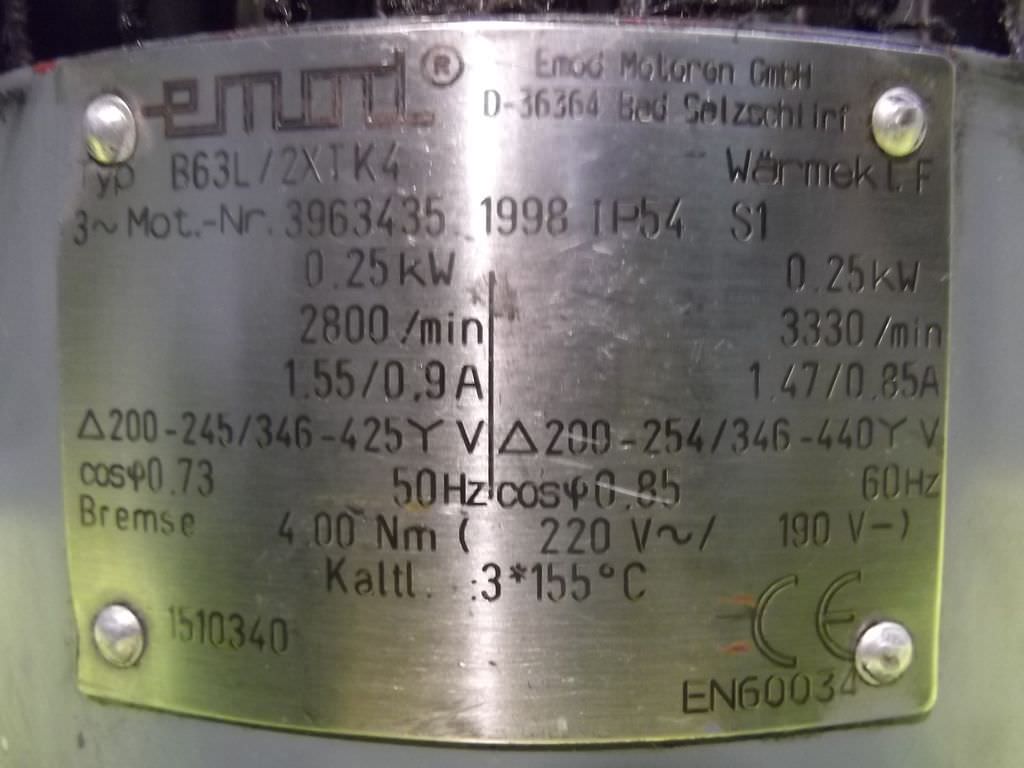 emod ® Emod Motoren GmbH
D-36364 Bad Salzschlirf
Typ B63L/2XTK4 Wärmekl. F
3~Mot.-Nr. 3963435 1998 IP54 S1
0.25kW 0.25kW
2800/min 3330/min
1.55/0,9A 1.47/0.85A
Δ200-245/346-425Y V Δ200-254/346-440Y V
cosφ0.73 50Hz cosφ0.85 60Hz
Bremse 4.00 Nm ( 220 V~/ 190 V-)
Kaltl. :3*155°C
1510340 CE
EN60034